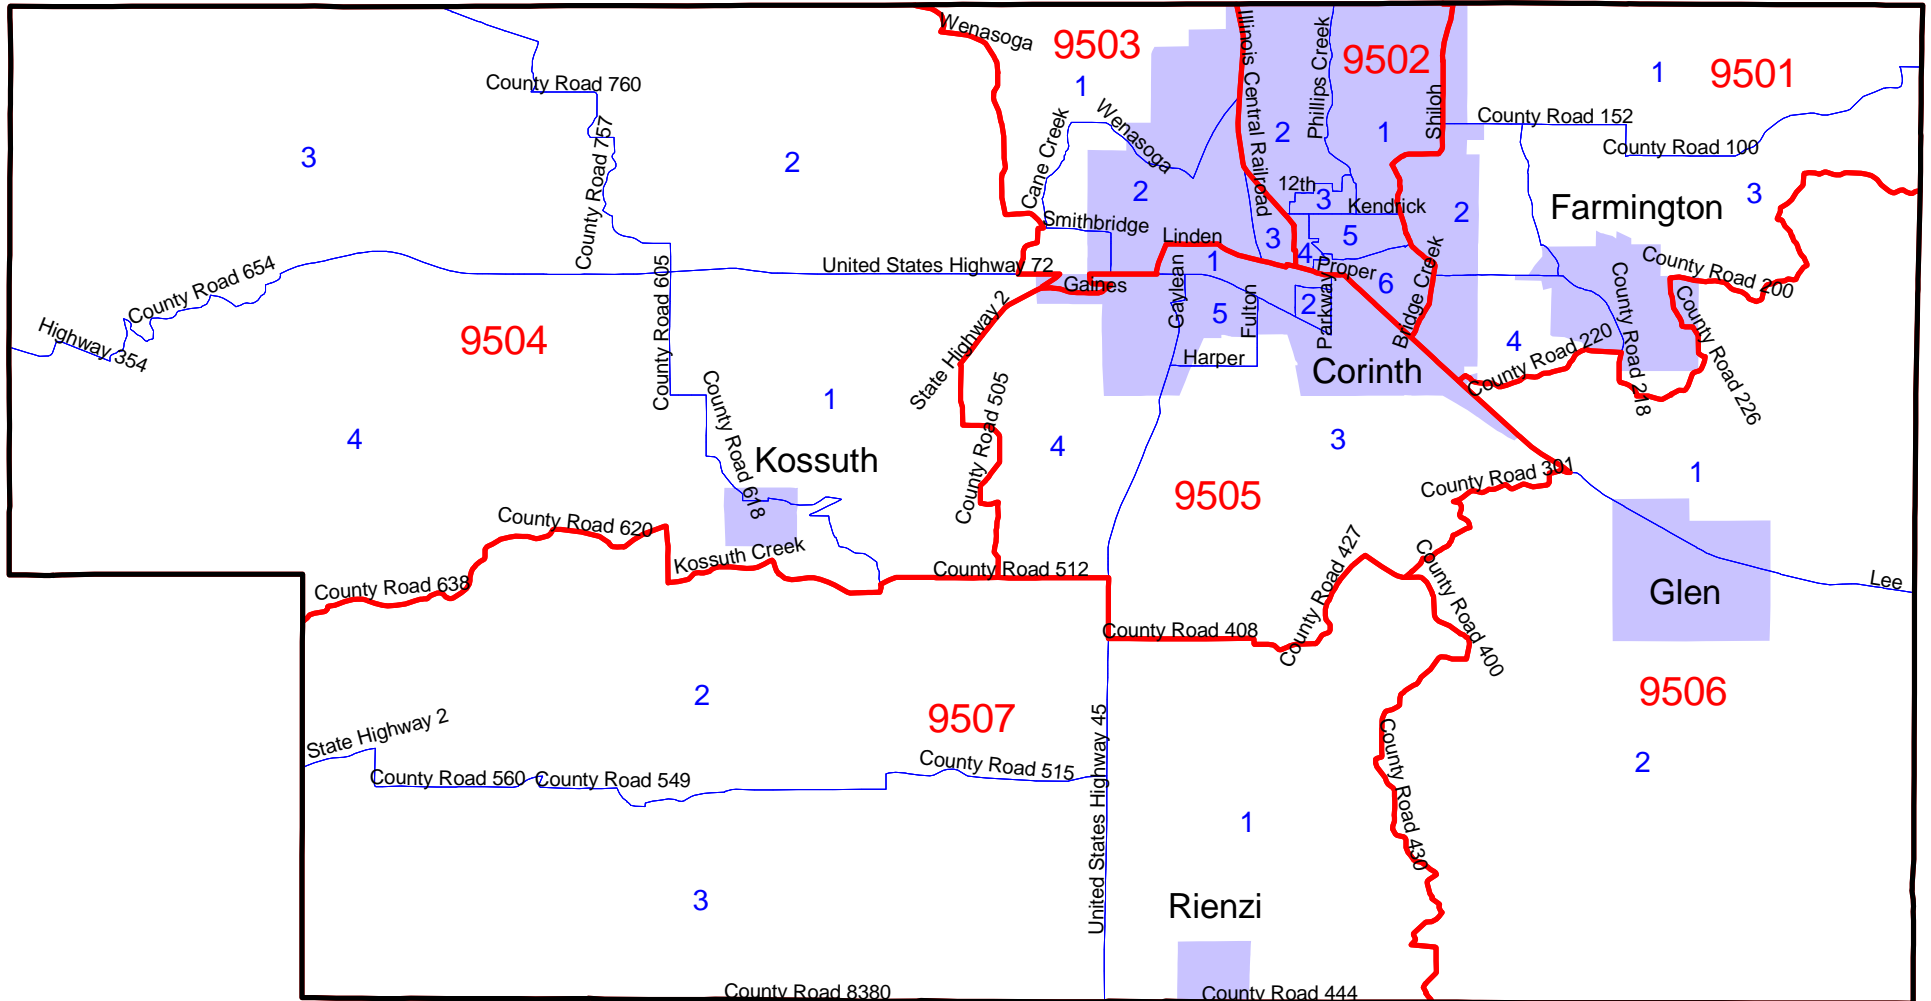 Wenasoga
9503
Illinois Central Railroad
Phillips Creek
9502
Shiloh
1
9501
1
County Road 760
County Road 757
3
2
Cane Creek
Wenasoga
2
1
County Road 152
County Road 100
2
12th
3
Kendrick
2
Farmington
3
Smithbridge
Linden
3
5
4
Proper
6
Bridge Creek
County Road 654
County Road 605
United States Highway 72
Gaines
1
Gaylean
5
Fulton
2
Parkway
County Road 200
County Road 218
County Road 226
Highway 354
9504
State Highway 2
Harper
Corinth
4
County Road 220
1
County Road 505
4
County Road 618
Kossuth
4
3
9505
County Road 301
1
County Road 620
Kossuth Creek
County Road 638
County Road 512
County Road 427
County Road 400
Glen
Lee
County Road 408
2
9507
9506
State Highway 2
County Road 560
County Road 549
County Road 515
United States Highway 45
County Road 430
2
1
3
Rienzi
County Road 8380
County Road 444